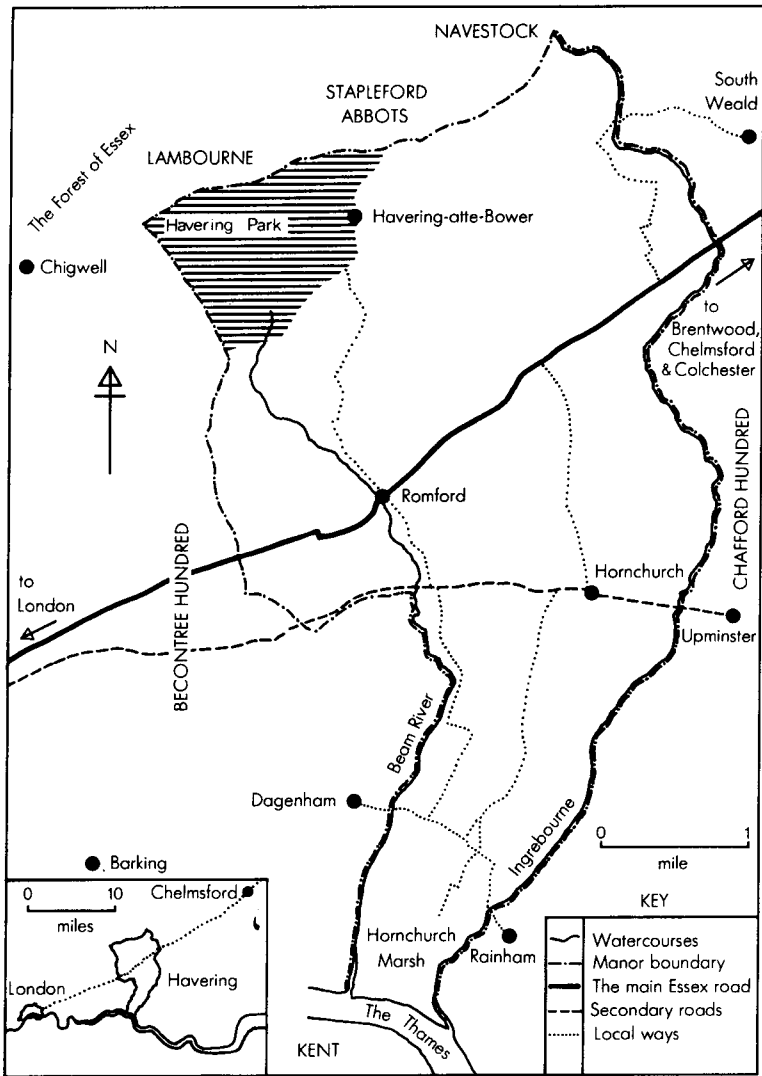 NAVESTOCK
South
Weald
STAPLEFORD
ABBOTS
The Forest of Essex
LAMBOURNE
Havering Park
Havering-atte-Bower
Chigwell
N
to
Brentwood,
Chelmsford
& Colchester
Romford
CHAFFORD HUNDRED
BECONTREE HUNDRED
to
London
Hornchurch
Upminster
Beam River
Dagenham
Ingrebourne
0 1
mile
Barking
Chelmsford
0 10
miles
London
Havering
Hornchurch
Marsh
Rainham
The Thames
KENT
KEY
Watercourses
Manor boundary
The main Essex road
Secondary roads
Local ways